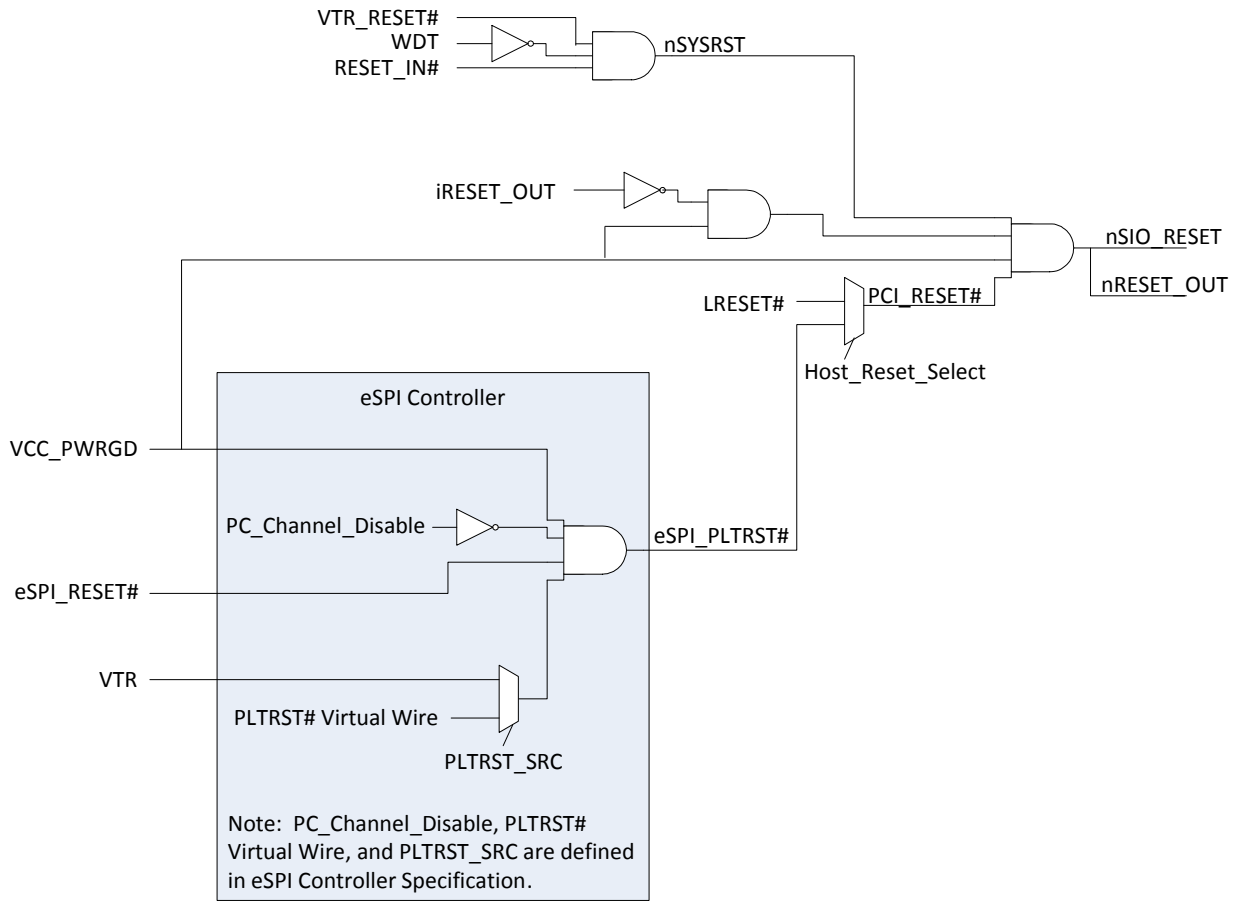 VTR_RESET#
WDT
RESET_IN#
nSYSRST
iRESET_OUT
nSIO_RESET
nRESET_OUT
LRESET#
PCI_RESET#
Host_Reset_Select
eSPI Controller
VCC_PWRGD
PC_Channel_Disable
eSPI_PLTRST#
eSPI_RESET#
VTR
PLTRST# Virtual Wire
PLTRST_SRC
Note: PC_Channel_Disable, PLTRST#
Virtual Wire, and PLTRST_SRC are defined
in eSPI Controller Specification.